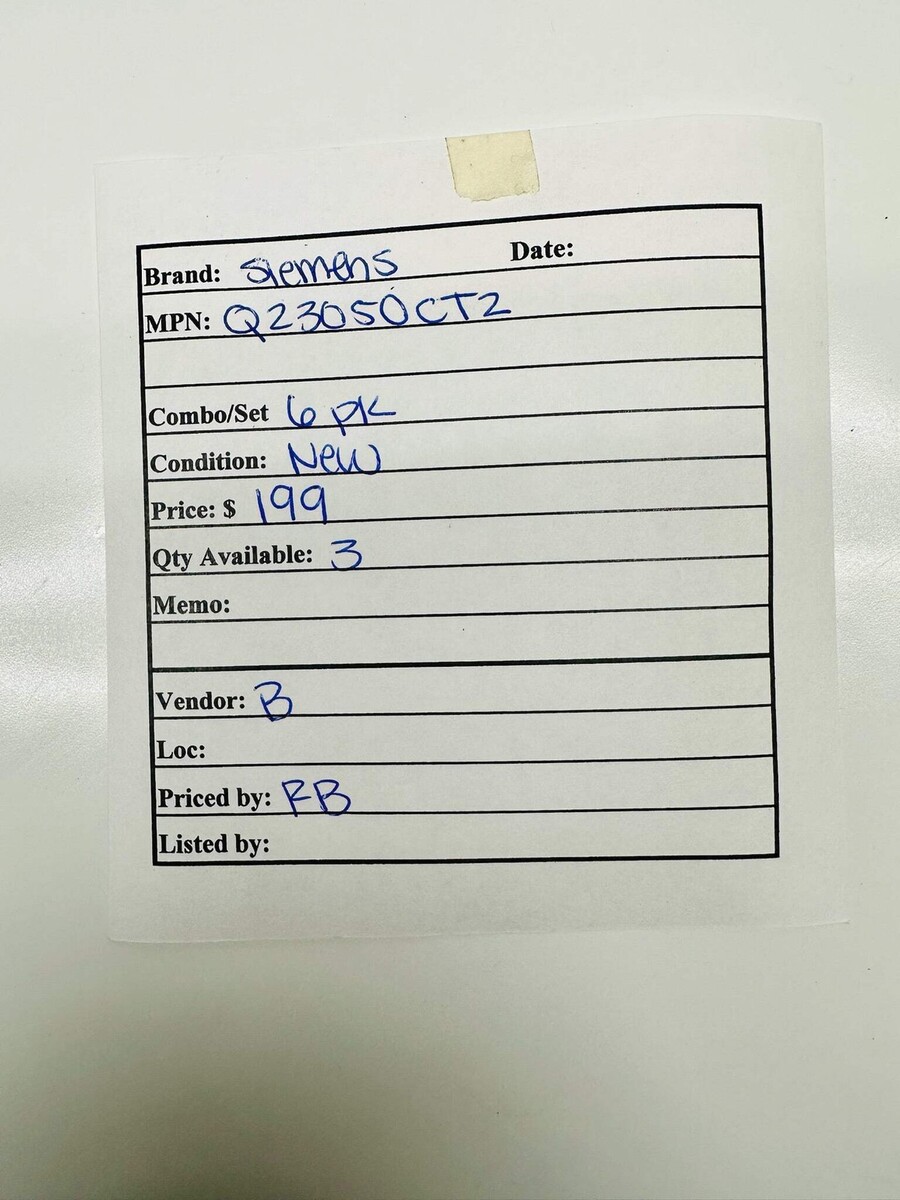 Brand: Siemens Date:
MPN: Q23050CT2
Combo/Set 6 pk
Condition: New
Price: $ 199
Qty Available: 3
Memo:
Vendor: B
Loc:
Priced by: RB
Listed by: